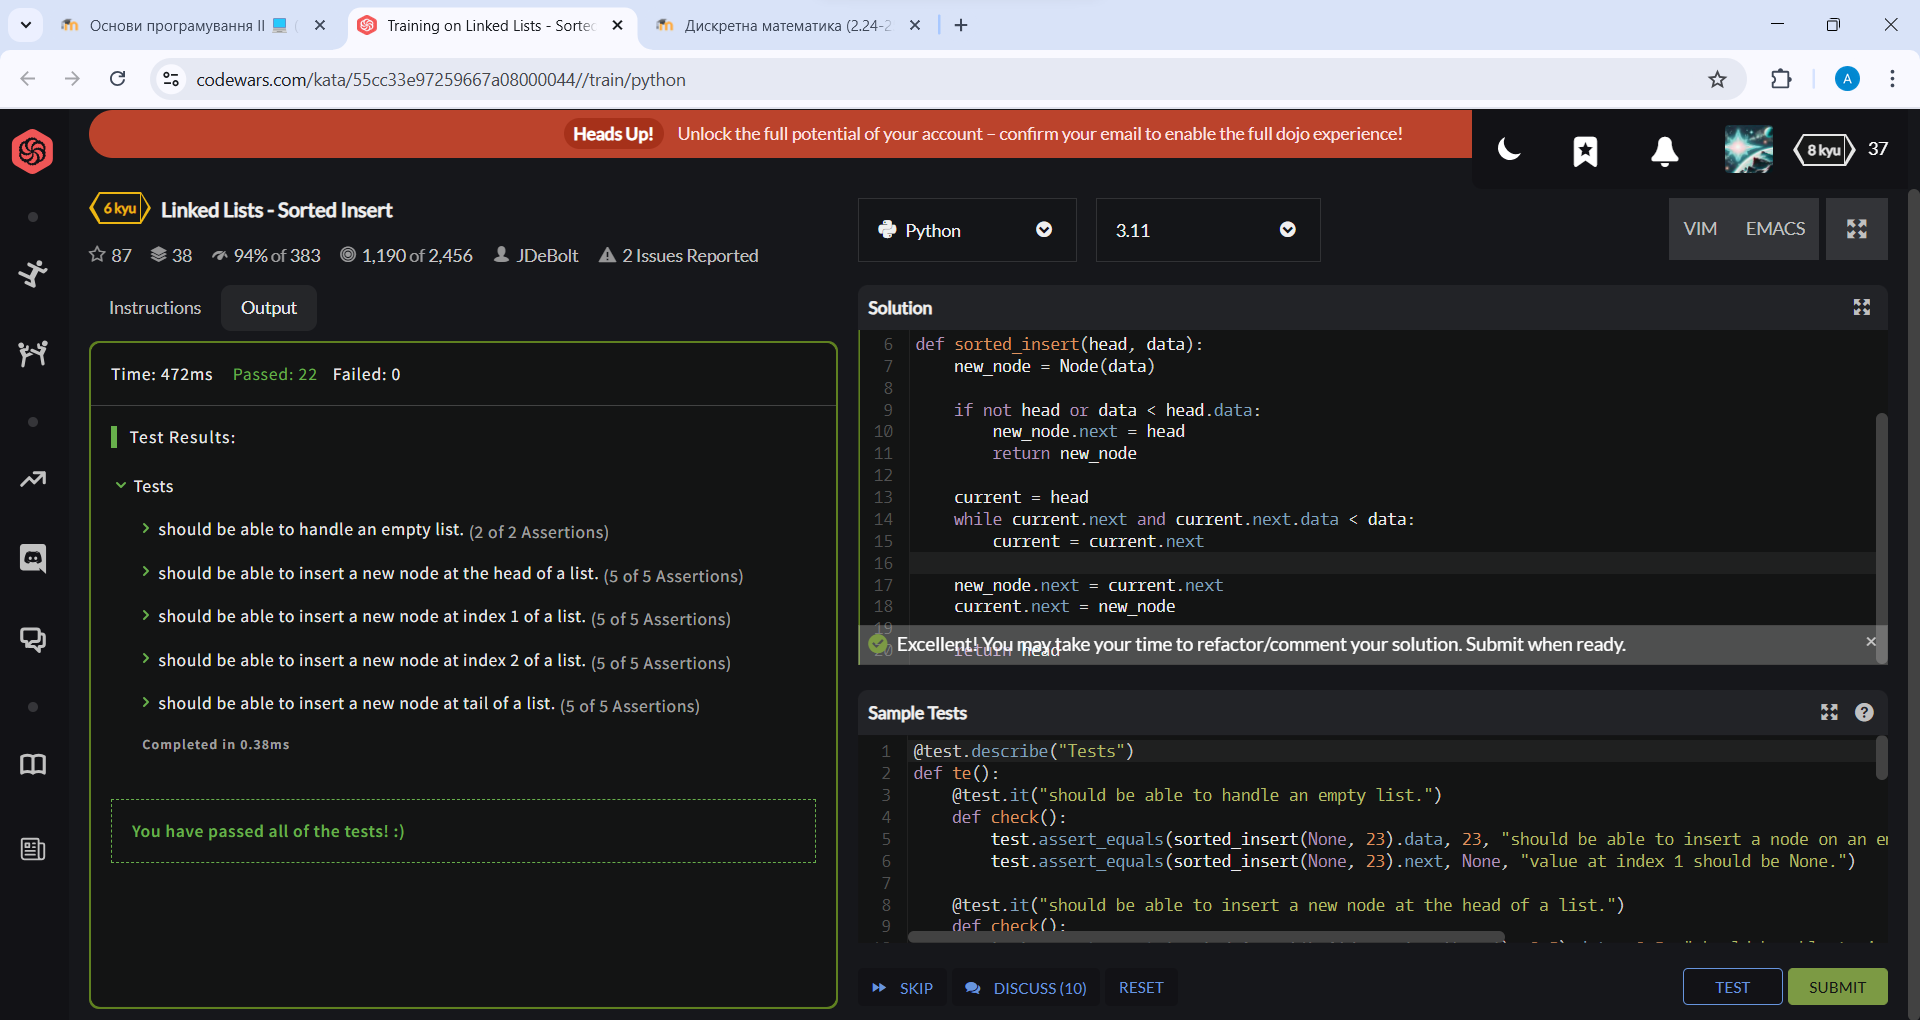 Основи програмування II
Training on Linked Lists - Sorted
Дискретна математика (2.24-2
codewars.com/kata/55cc33e97259667a08000044//train/python
A
Heads Up! Unlock the full potential of your account – confirm your email to enable the full dojo experience!
8 kyu 37
6 kyu Linked Lists - Sorted Insert
87 38 94% of 383 1,190 of 2,456 JDeBolt 2 Issues Reported
Python
3.11
VIM EMACS
Instructions Output
Time: 472ms Passed: 22 Failed: 0
Test Results:
Tests
should be able to handle an empty list. (2 of 2 Assertions)
should be able to insert a new node at the head of a list. (5 of 5 Assertions)
should be able to insert a new node at index 1 of a list. (5 of 5 Assertions)
should be able to insert a new node at index 2 of a list. (5 of 5 Assertions)
should be able to insert a new node at tail of a list. (5 of 5 Assertions)
Completed in 0.38ms
You have passed all of the tests! :)
Solution
6 def sorted_insert(head, data):
7 new_node = Node(data)
8
9 if not head or data < head.data:
10 new_node.next = head
11 return new_node
12
13 current = head
14 while current.next and current.next.data < data:
15 current = current.next
16
17 new_node.next = current.next
18 current.next = new_node
19
20 return head
Excellent! You may take your time to refactor/comment your solution. Submit when ready.
Sample Tests
1 @test.describe("Tests")
2 def te():
3 @test.it("should be able to handle an empty list.")
4 def check():
5 test.assert_equals(sorted_insert(None, 23).data, 23, "should be able to insert a node on an e
6 test.assert_equals(sorted_insert(None, 23).next, None, "value at index 1 should be None.")
7
8 @test.it("should be able to insert a new node at the head of a list.")
9 def check():
SKIP DISCUSS (10) RESET
TEST SUBMIT